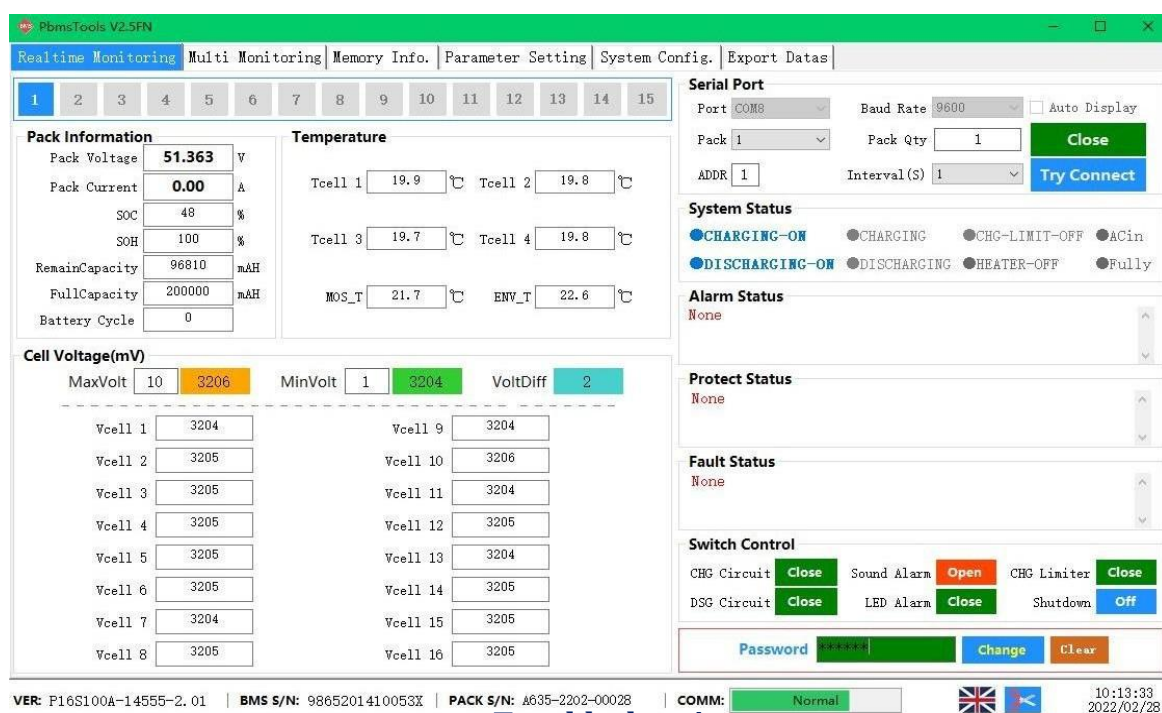 PbmsTools V2.5FN
Realtime Monitoring Multi Monitoring Memory Info. Parameter Setting System Config. Export Datas
1 2 3 4 5 6 7 8 9 10 11 12 13 14 15
Pack Information
Pack Voltage 51.363 V
Pack Current 0.00 A
SOC 48 %
SOH 100 %
RemainCapacity 96810 mAH
FullCapacity 200000 mAH
Battery Cycle 0
Temperature
Tcell 1 19.9 ℃ Tcell 2 19.8 ℃
Tcell 3 19.7 ℃ Tcell 4 19.8 ℃
MOS_T 21.7 ℃ ENV_T 22.6 ℃
Cell Voltage(mV)
MaxVolt 10 3206 MinVolt 1 3204 VoltDiff 2
Vcell 1 3204 Vcell 9 3204
Vcell 2 3205 Vcell 10 3206
Vcell 3 3205 Vcell 11 3204
Vcell 4 3205 Vcell 12 3205
Vcell 5 3205 Vcell 13 3204
Vcell 6 3205 Vcell 14 3205
Vcell 7 3204 Vcell 15 3205
Vcell 8 3205 Vcell 16 3205
Serial Port
Port COM8 Baud Rate 9600 Auto Display
Pack 1 Pack Qty 1 Close
ADDR 1 Interval(S) 1 Try Connect
System Status
CHARGING-ON CHARGING CHG-LIMIT-OFF ACin
DISCHARGING-ON DISCHARGING HEATER-OFF Fully
Alarm Status
None
Protect Status
None
Fault Status
None
Switch Control
CHG Circuit Close Sound Alarm Open CHG Limiter Close
DSG Circuit Close LED Alarm Close Shutdown Off
Password ****** Change Clear
VER: P16S100A-14555-2.01 BMS S/N: 9865201410053X PACK S/N: A635-2202-00028 COMM: Normal 10:13:33
2022/02/28